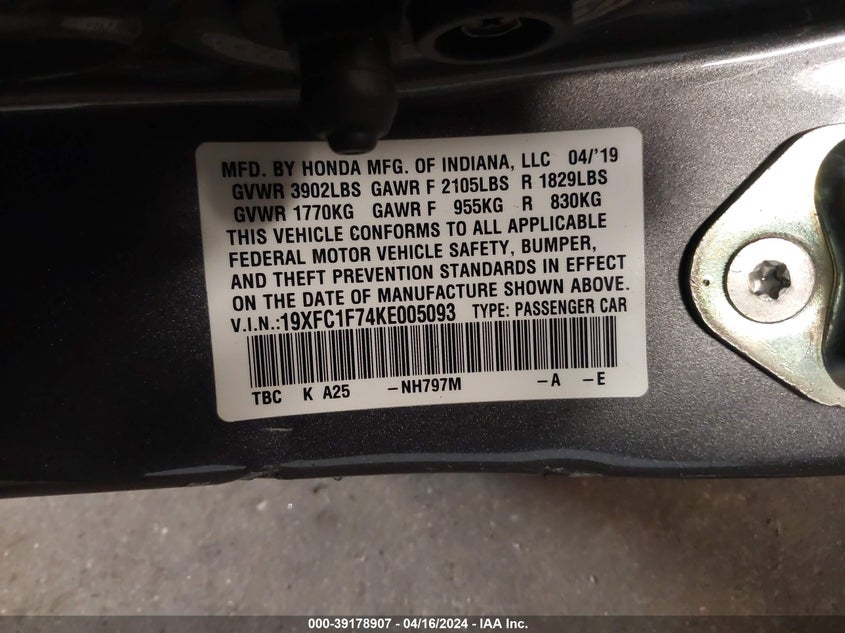 MFD. BY HONDA MFG. OF INDIANA, LLC 04/'19
GVWR 3902LBS GAWR F 2105LBS R 1829LBS
GVWR 1770KG GAWR F 955KG R 830KG
THIS VEHICLE CONFORMS TO ALL APPLICABLE
FEDERAL MOTOR VEHICLE SAFETY, BUMPER,
AND THEFT PREVENTION STANDARDS IN EFFECT
ON THE DATE OF MANUFACTURE SHOWN ABOVE.
V.I.N.:19XFC1F74KE005093 TYPE: PASSENGER CAR
TBC K A25 -NH797M -A -E
000-39178907 - 04/16/2024 - IAA Inc.